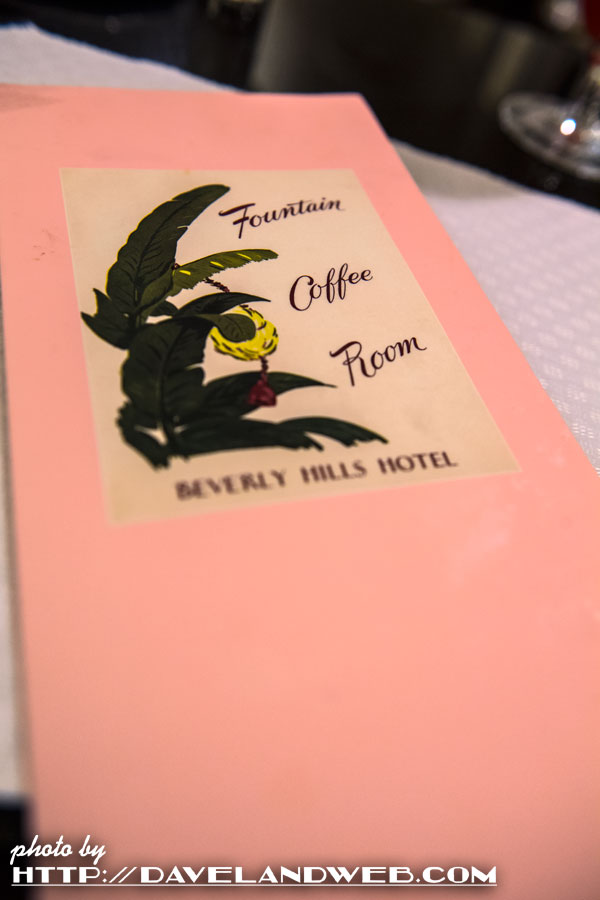 Fountain
Coffee
Room
BEVERLY HILLS HOTEL
photo by
HTTP://DAVELANDWEB.COM